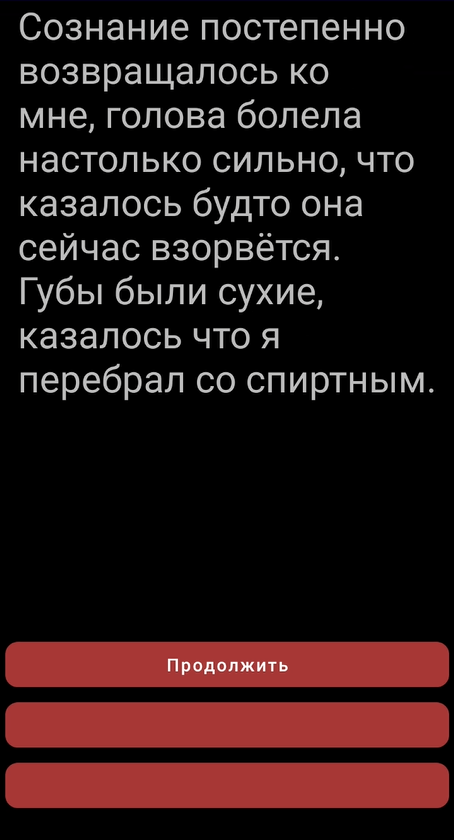 Сознание постепенно
возвращалось ко
мне, голова болела
настолько сильно, что
казалось будто она
сейчас взорвётся.
Губы были сухие,
казалось что я
перебрал со спиртным.
Продолжить